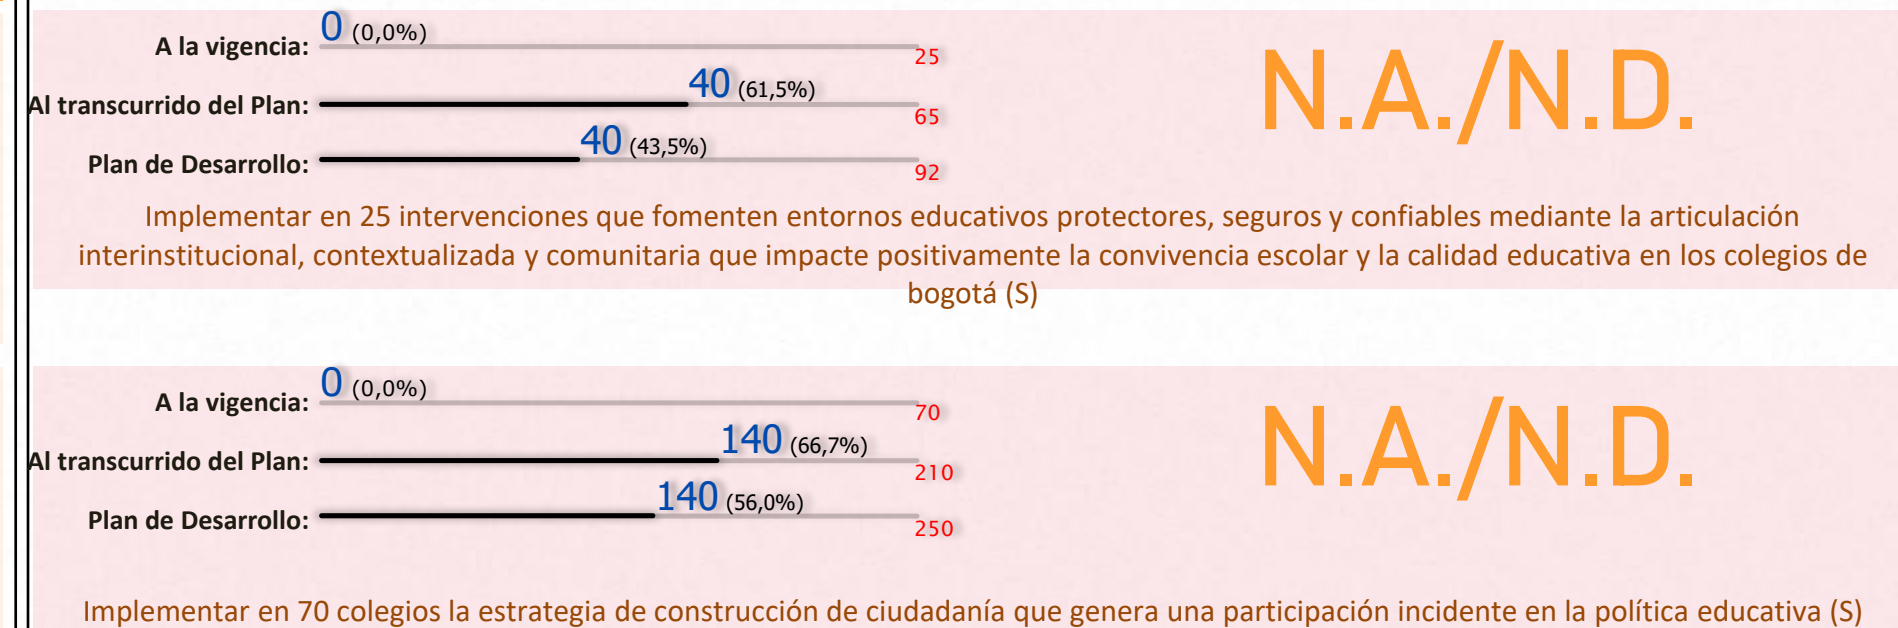 A la vigencia: 0 (0,0%) 25
Al transcurrido del Plan: 40 (61,5%) 65
Plan de Desarrollo: 40 (43,5%) 92
N.A./N.D.
Implementar en 25 intervenciones que fomenten entornos educativos protectores, seguros y confiables mediante la articulación
interinstitucional, contextualizada y comunitaria que impacte positivamente la convivencia escolar y la calidad educativa en los colegios de
bogotá (S)
A la vigencia: 0 (0,0%) 70
Al transcurrido del Plan: 140 (66,7%) 210
Plan de Desarrollo: 140 (56,0%) 250
N.A./N.D.
Implementar en 70 colegios la estrategia de construcción de ciudadanía que genera una participación incidente en la política educativa (S)